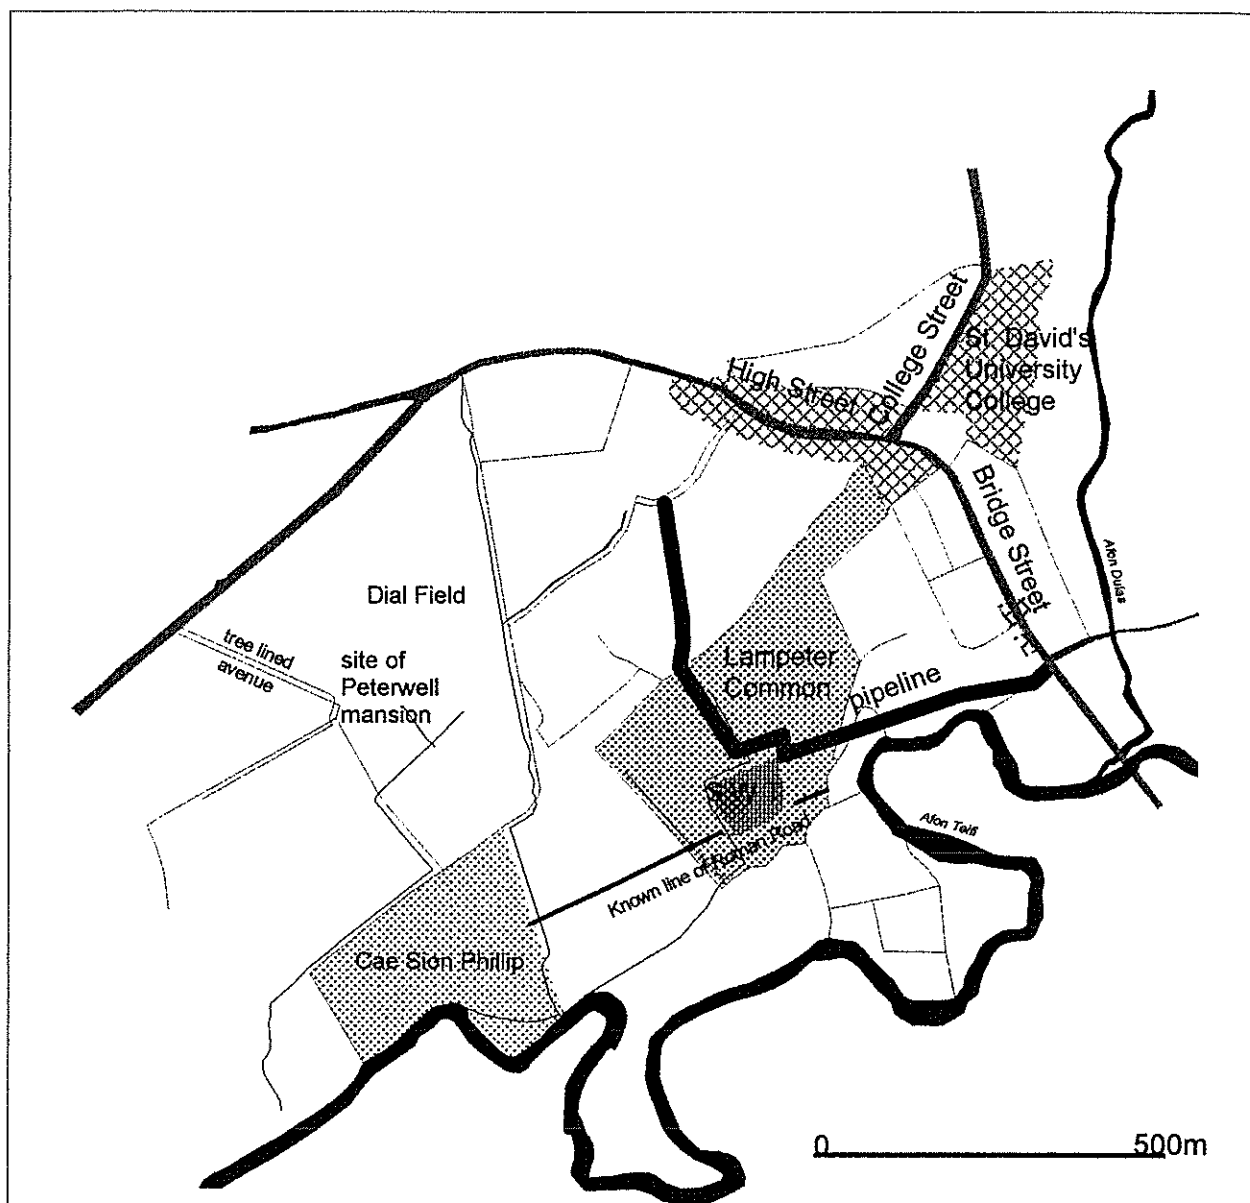 College Street
High Street
St. David's
University
College
Bridge Street
Afon Dulas
Dial Field
tree lined
avenue
site of
Peterwell
mansion
Lampeter
Common
pipeline
Afon Teifi
Known line of Roman Road
Cae Sion Phillip
0 500m